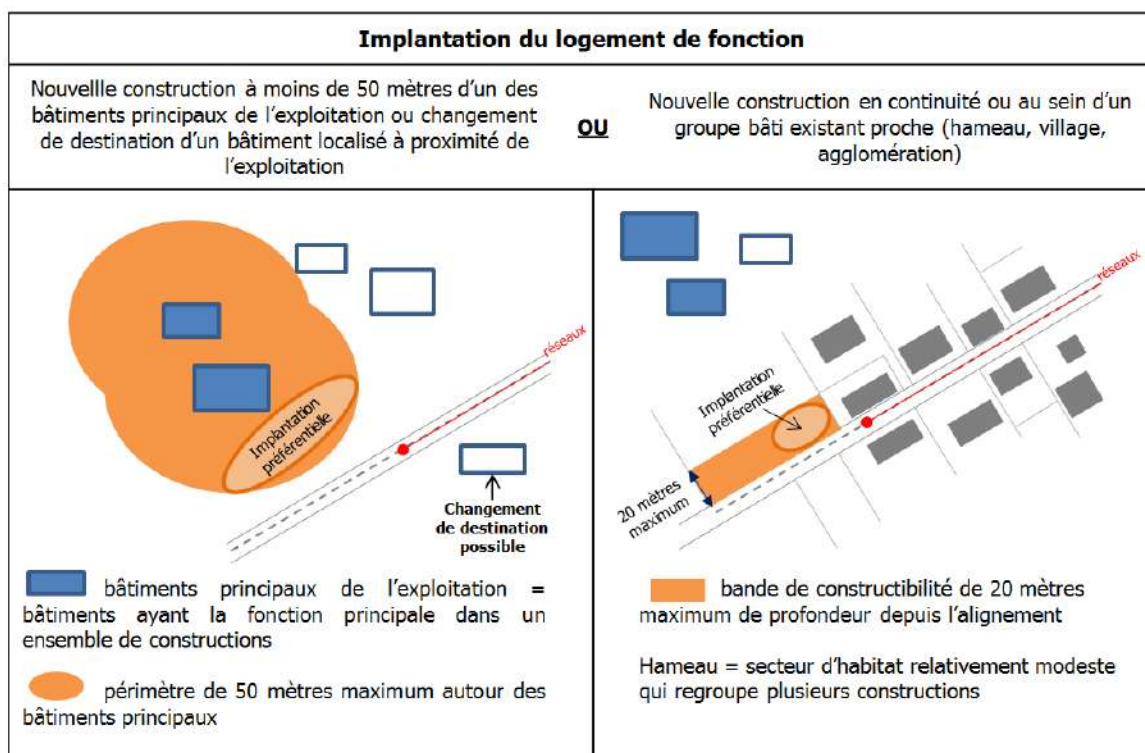 Implantation du logement de fonction
Nouvellle construction à moins de 50 mètres d'un des
bâtiments principaux de l'exploitation ou changement
de destination d'un bâtiment localisé à proximité de
l'exploitation
OU
Nouvelle construction en continuité ou au sein d'un
groupe bâti existant proche (hameau, village,
agglomération)
réseaux
Implantation
préférentielle
Changement
de destination
possible
bâtiments principaux de l'exploitation =
bâtiments ayant la fonction principale dans un
ensemble de constructions
périmètre de 50 mètres maximum autour des
bâtiments principaux
réseaux
Implantation
préférentielle
20 mètres
maximum
bande de constructibilité de 20 mètres
maximum de profondeur depuis l'alignement
Hameau = secteur d'habitat relativement modeste
qui regroupe plusieurs constructions